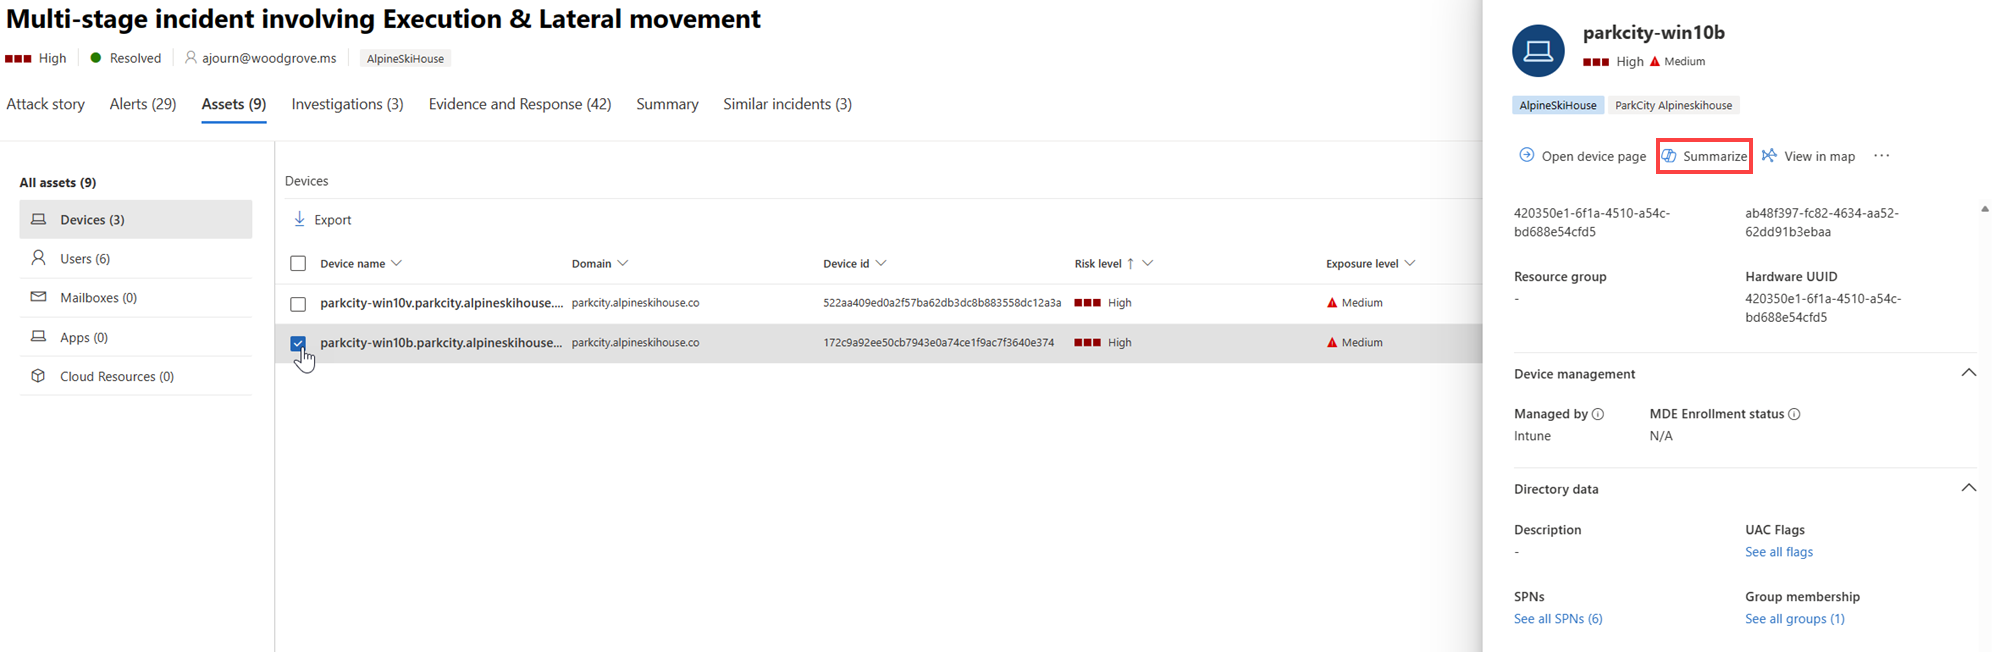 Multi-stage incident involving Execution & Lateral movement
High Resolved ajourn@woodgrove.ms AlpineSkiHouse
Attack story Alerts (29) Assets (9) Investigations (3) Evidence and Response (42) Summary Similar incidents (3)
All assets (9)
Devices (3)
Users (6)
Mailboxes (0)
Apps (0)
Cloud Resources (0)
Devices
Export
Device name Domain Device id Risk level ↑ Exposure level
parkcity-win10v.parkcity.alpineskihouse.... parkcity.alpineskihouse.co 522aa409ed0a2f57ba62db3dc8b883558dc12a3a High Medium
parkcity-win10b.parkcity.alpineskihouse... parkcity.alpineskihouse.co 172c9a92ee50cb7943e0a74ce1f9ac7f3640e374 High Medium
parkcity-win10b
High Medium
AlpineSkiHouse ParkCity Alpineskihouse
Open device page Summarize View in map ...
420350e1-6f1a-4510-a54c- ab48f397-fc82-4634-aa52-
bd688e54cfd5 62dd91b3ebaa
Resource group Hardware UUID
- 420350e1-6f1a-4510-a54c-
bd688e54cfd5
Device management
Managed by MDE Enrollment status
Intune N/A
Directory data
Description UAC Flags
- See all flags
SPNs Group membership
See all SPNs (6) See all groups (1)